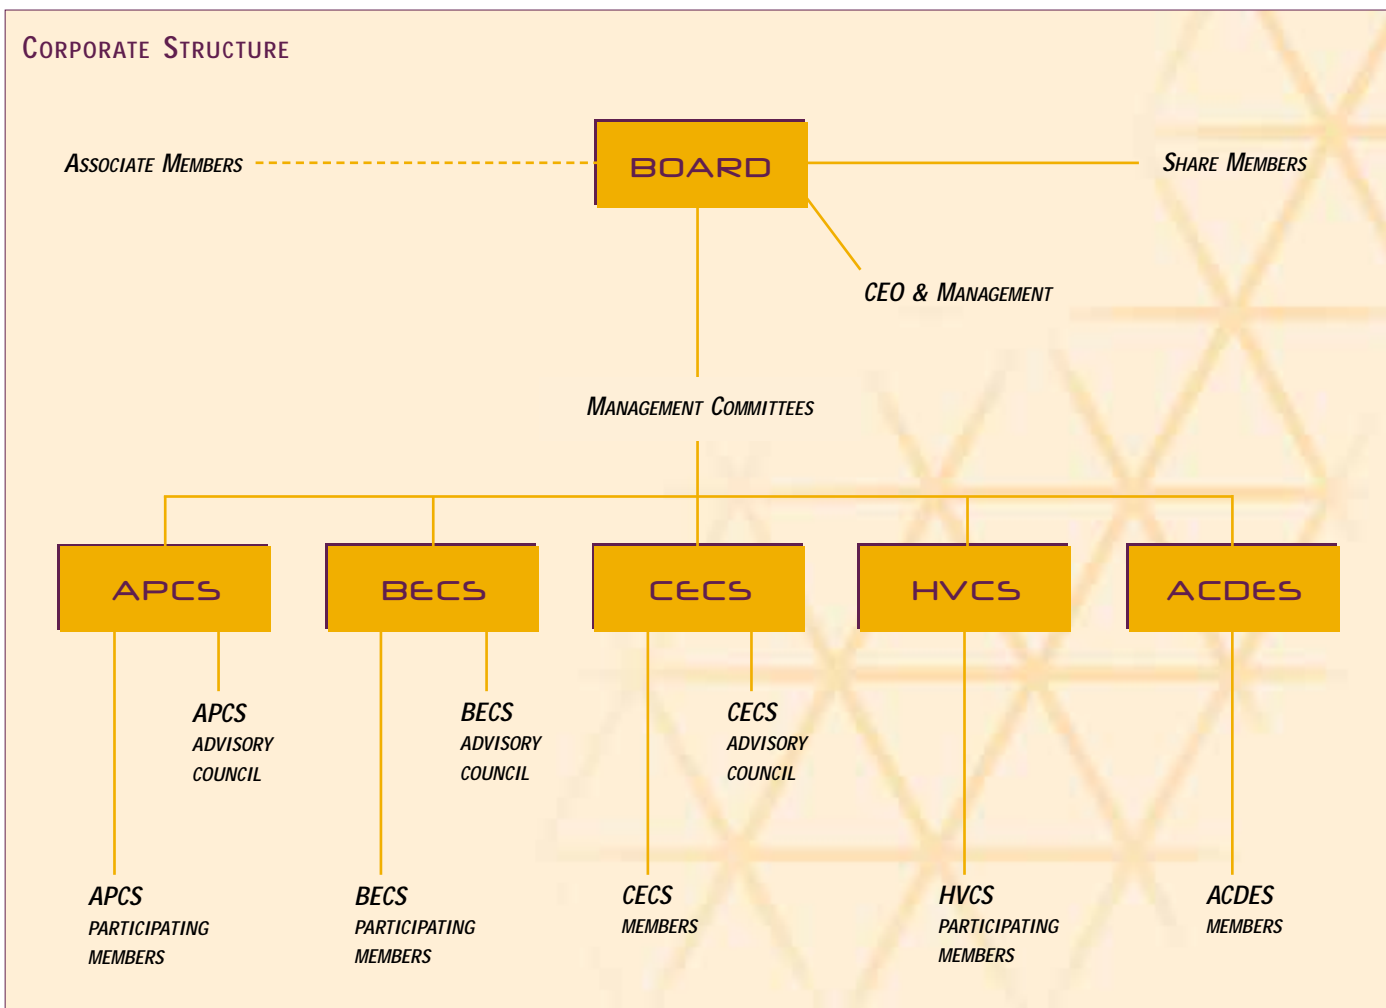 CORPORATE STRUCTURE
ASSOCIATE MEMBERS
BOARD
SHARE MEMBERS
CEO & MANAGEMENT
MANAGEMENT COMMITTEES
APCS
BECS
CECS
HVCS
ACDES
APCS
ADVISORY
COUNCIL
BECS
ADVISORY
COUNCIL
CECS
ADVISORY
COUNCIL
APCS
PARTICIPATING
MEMBERS
BECS
PARTICIPATING
MEMBERS
CECS
MEMBERS
HVCS
PARTICIPATING
MEMBERS
ACDES
MEMBERS